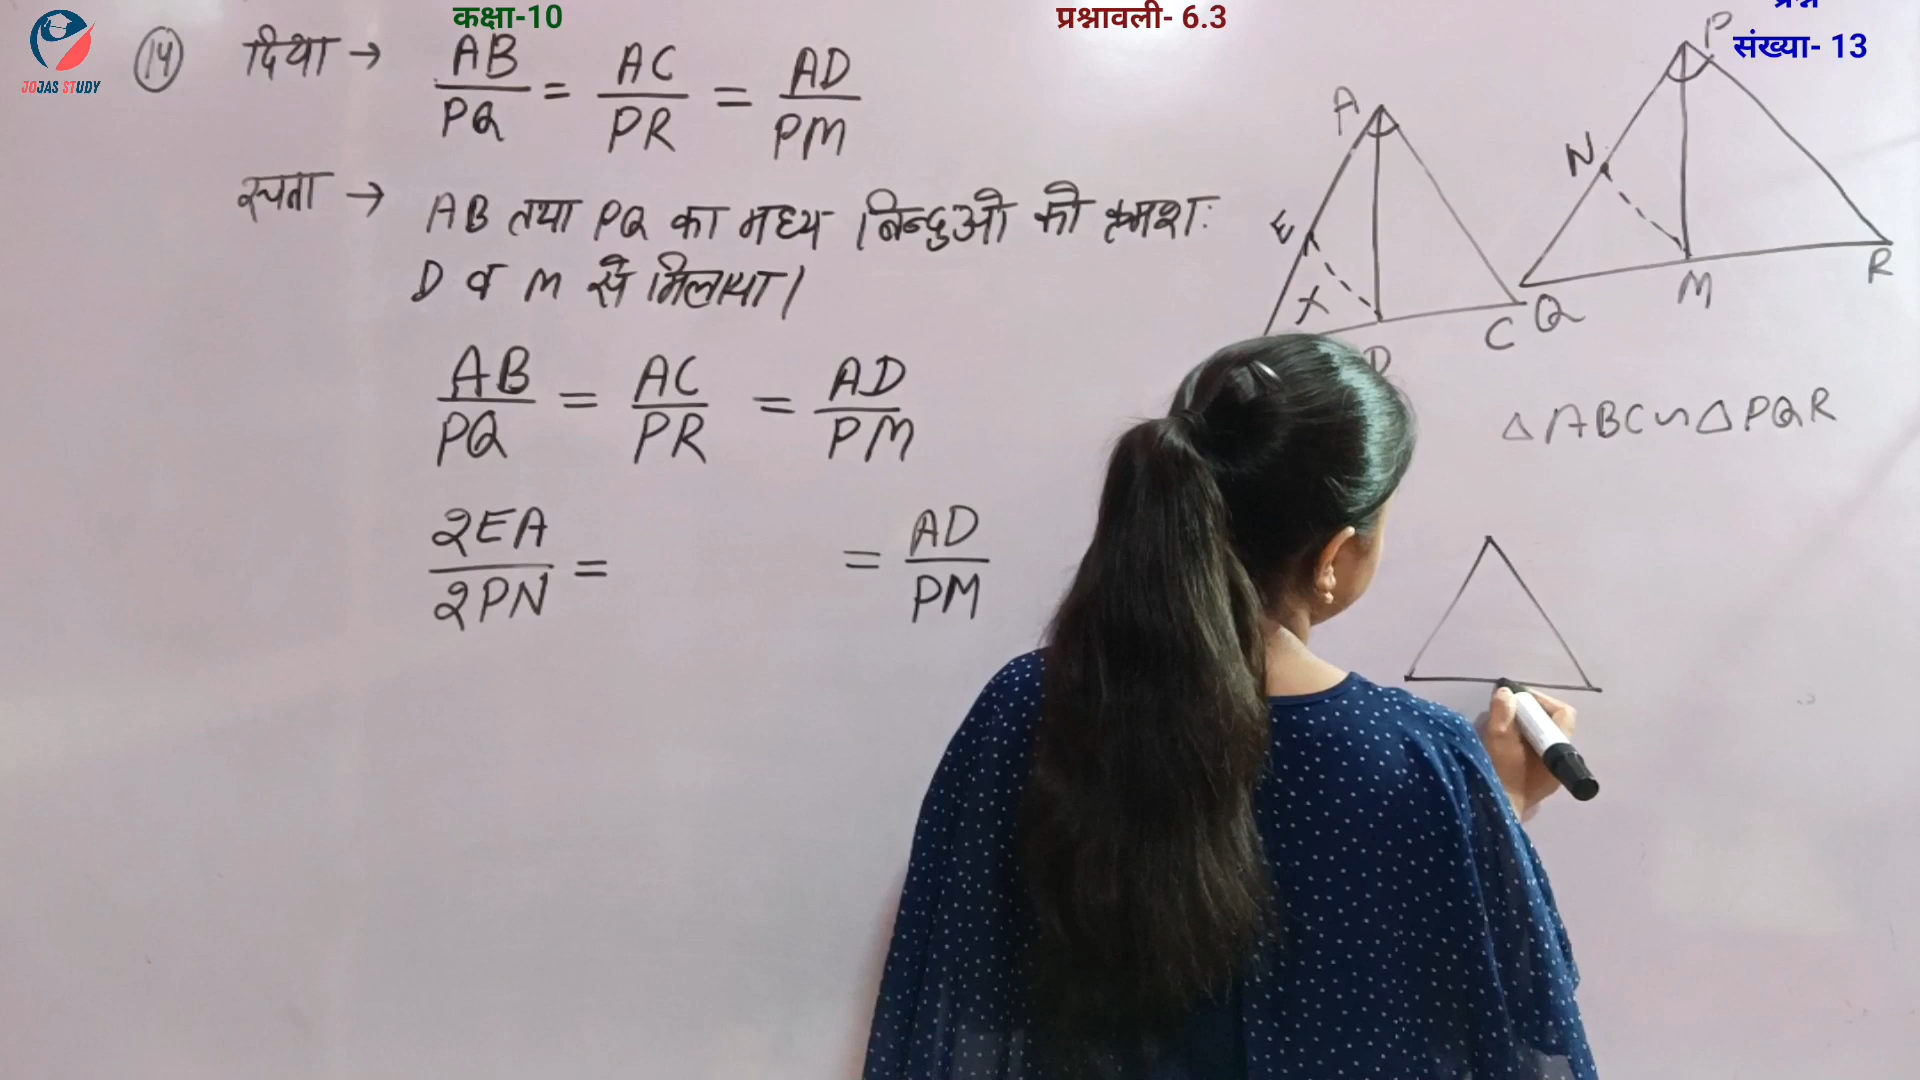 कक्षा-10
प्रश्नावली- 6.3
प्रश्न
संख्या- 13
JOJAS STUDY
14 दिया → AB/PQ = AC/PR = AD/PM
रचना → AB तथा PQ का मध्य बिन्दुओ को क्रमश:
D व M से मिलाया।
AB/PQ = AC/PR = AD/PM
2EA/2PN = = AD/PM
A
E
X
D
C
P
N
Q
M
R
△ABC ~ △PQR